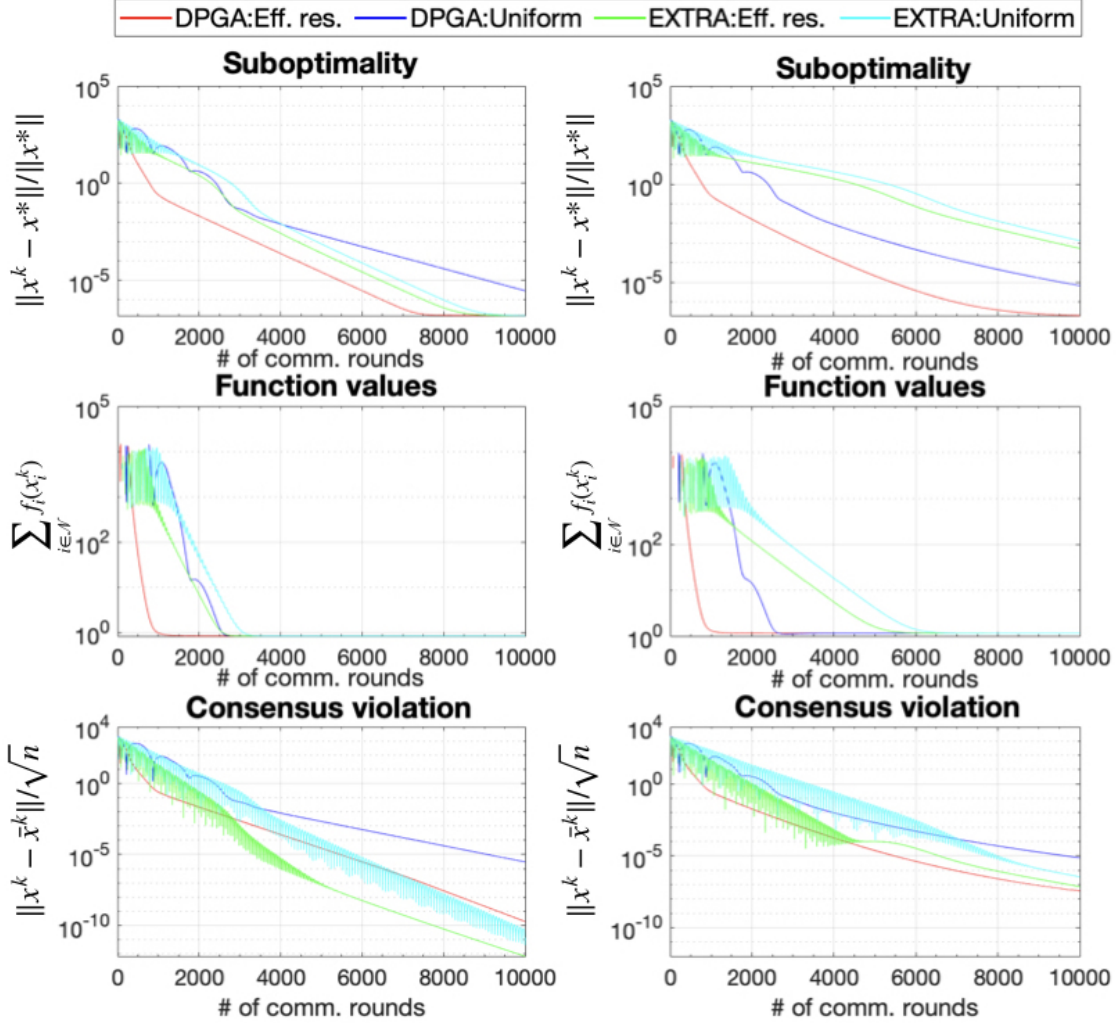 DPGA:Eff. res. DPGA:Uniform EXTRA:Eff. res. EXTRA:Uniform
Suboptimality
‖x^k − x*‖/‖x*‖
10^5
10^0
10^-5
0 2000 4000 6000 8000 10000
# of comm. rounds
Suboptimality
‖x^k − x*‖/‖x*‖
10^5
10^0
10^-5
0 2000 4000 6000 8000 10000
# of comm. rounds
Function values
∑_{i∈𝒩} f_i(x_i^k)
10^5
10^2
10^0
0 2000 4000 6000 8000 10000
# of comm. rounds
Function values
∑_{i∈𝒩} f_i(x_i^k)
10^5
10^2
10^0
0 2000 4000 6000 8000 10000
# of comm. rounds
Consensus violation
‖x^k − x̄^k‖/√n
10^4
10^0
10^-5
10^-10
0 2000 4000 6000 8000 10000
# of comm. rounds
Consensus violation
‖x^k − x̄^k‖/√n
10^4
10^0
10^-5
10^-10
0 2000 4000 6000 8000 10000
# of comm. rounds